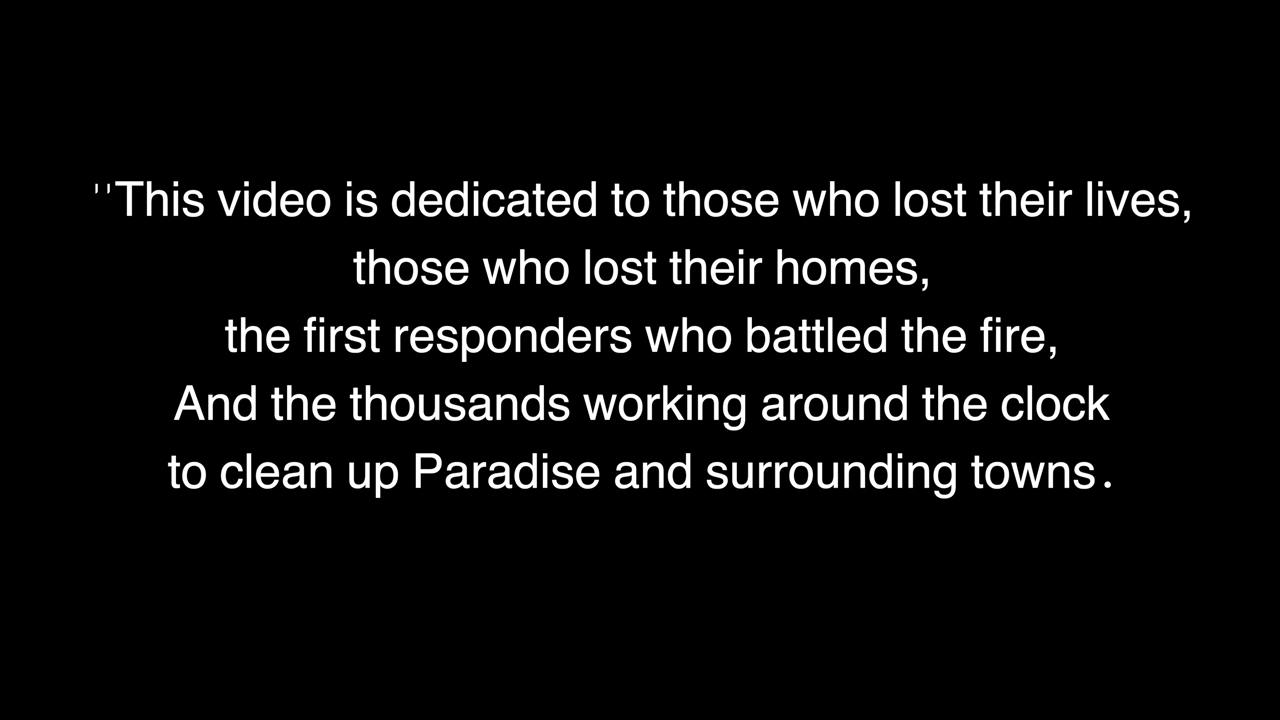 "This video is dedicated to those who lost their lives,
those who lost their homes,
the first responders who battled the fire,
And the thousands working around the clock
to clean up Paradise and surrounding towns.